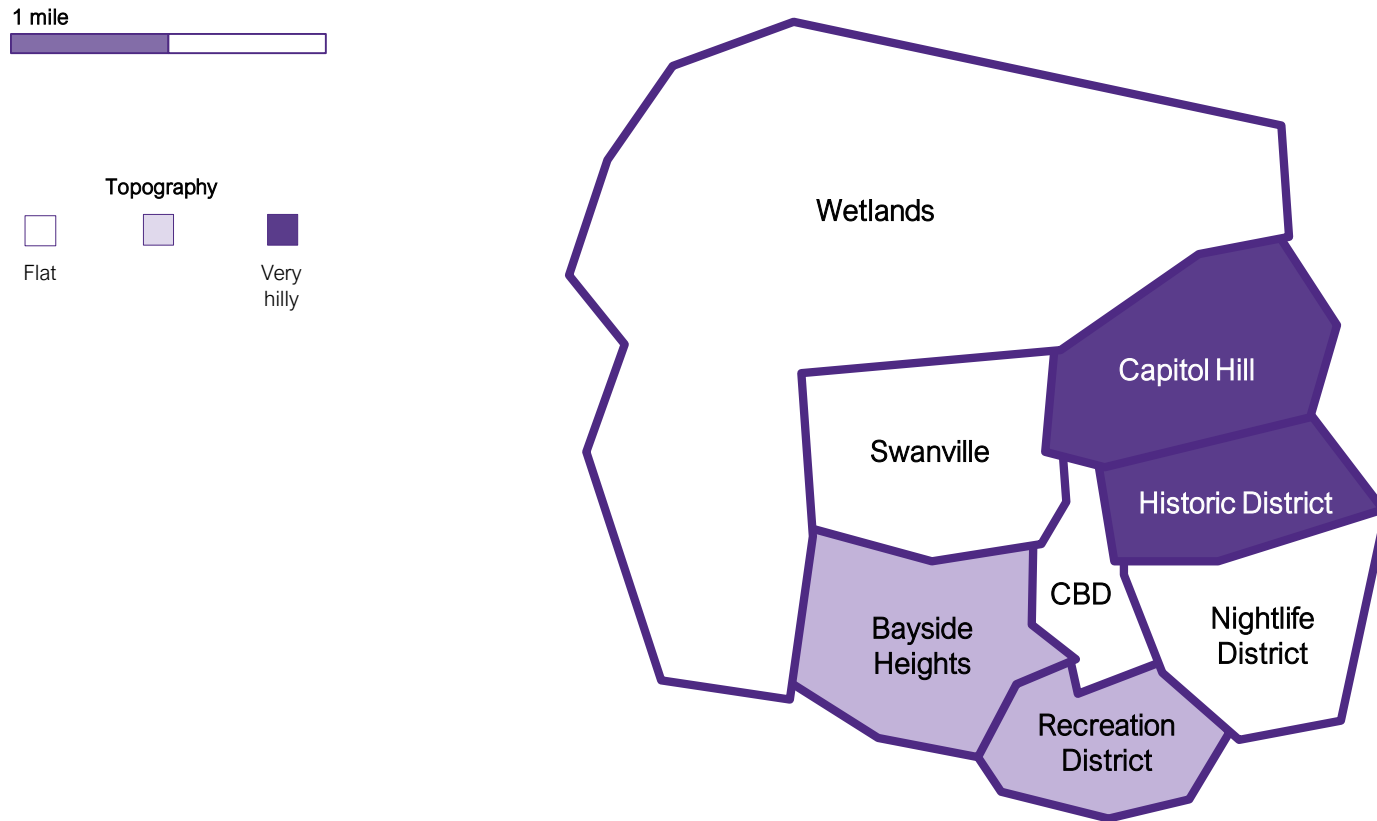 1 mile
Topography
Flat
Very
hilly
Wetlands
Capitol Hill
Swanville
Historic District
CBD
Bayside
Heights
Nightlife
District
Recreation
District